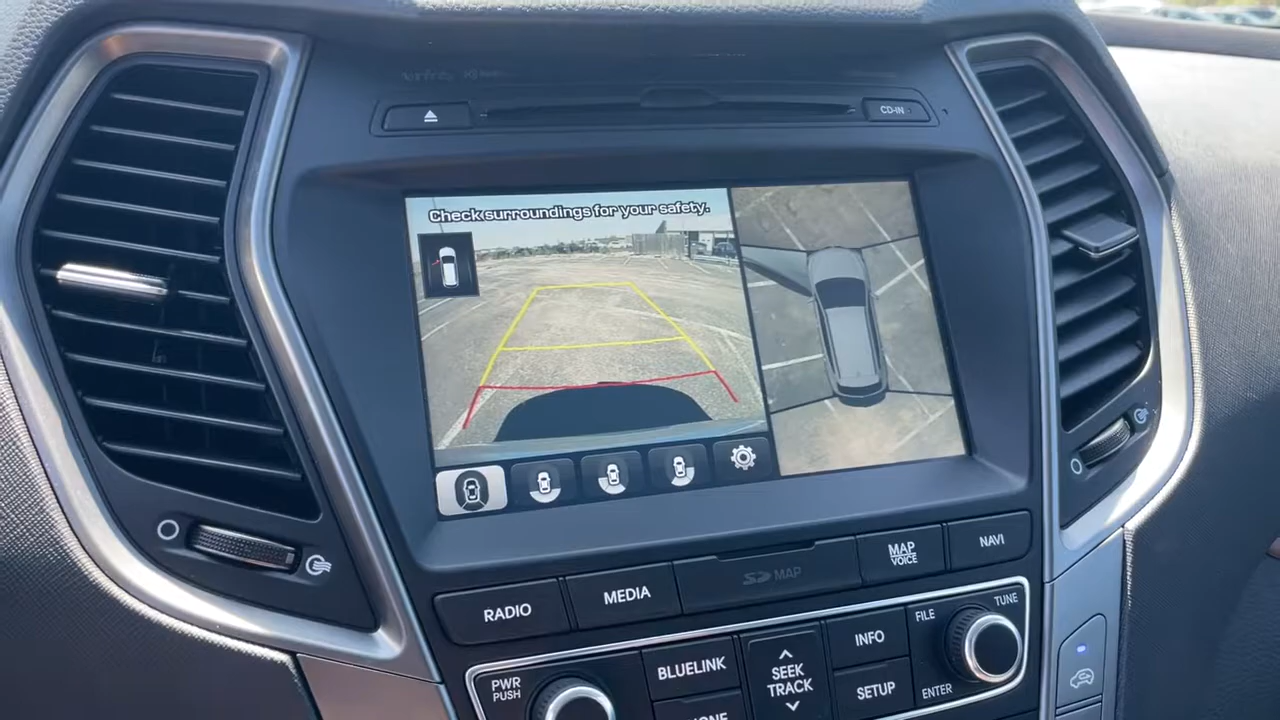 CD-IN
Check surroundings for your safety.
RADIO
MEDIA
SD MAP
MAP
VOICE
NAVI
PWR
PUSH
BLUELINK
SEEK
TRACK
INFO
SETUP
FILE
TUNE
ENTER